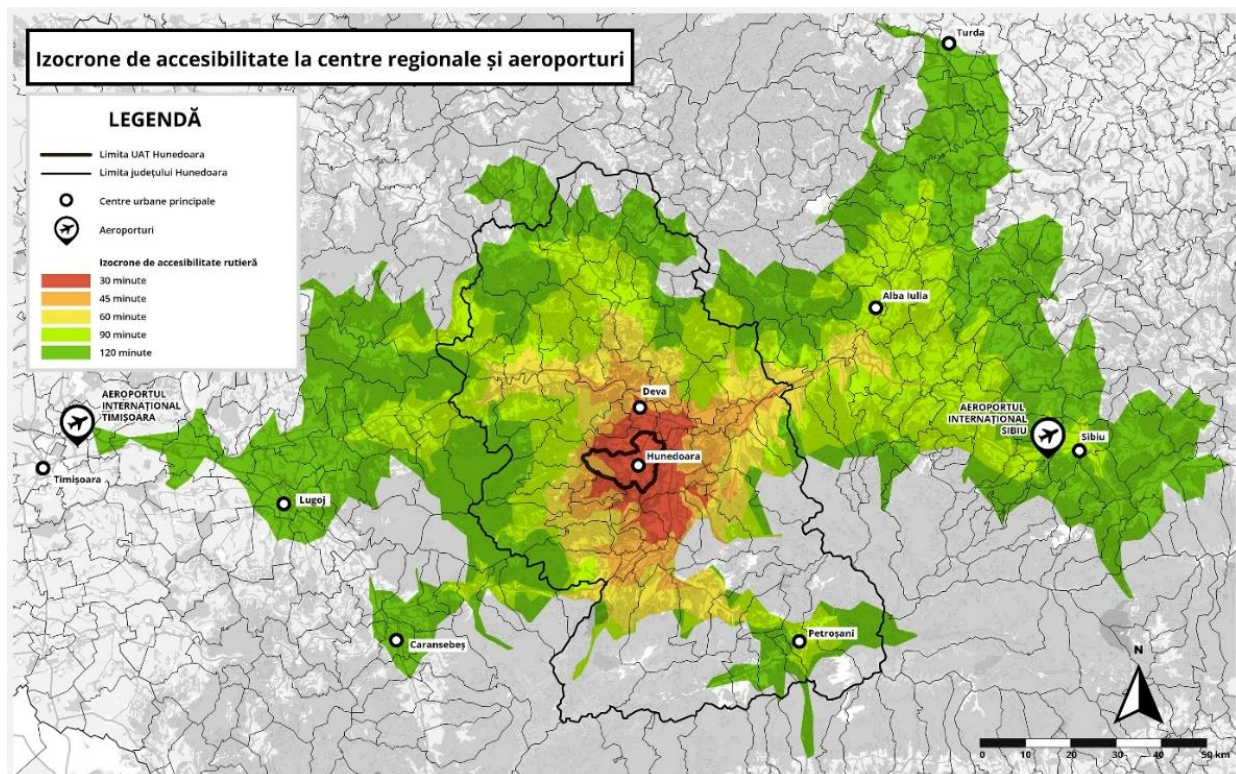 Izocrone de accesibilitate la centre regionale și aeroporturi
LEGENDĂ
Limita UAT Hunedoara
Limita județului Hunedoara
Centre urbane principale
Aeroporturi
Izocrone de accesibilitate rutieră
30 minute
45 minute
60 minute
90 minute
120 minute
Turda
Alba Iulia
Deva
AEROPORTUL
INTERNAȚIONAL
TIMIȘOARA
AEROPORTUL
INTERNAȚIONAL
SIBIU
Sibiu
Hunedoara
Timișoara
Lugoj
Caransebeș
Petroșani
N
0 10 20 30 40 50 km